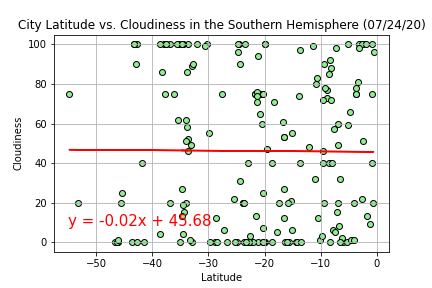 City Latitude vs. Cloudiness in the Southern Hemisphere (07/24/20)
100
80
60
40
20
0
Cloudiness
y = -0.02x + 45.68
−50 −40 −30 −20 −10 0
Latitude